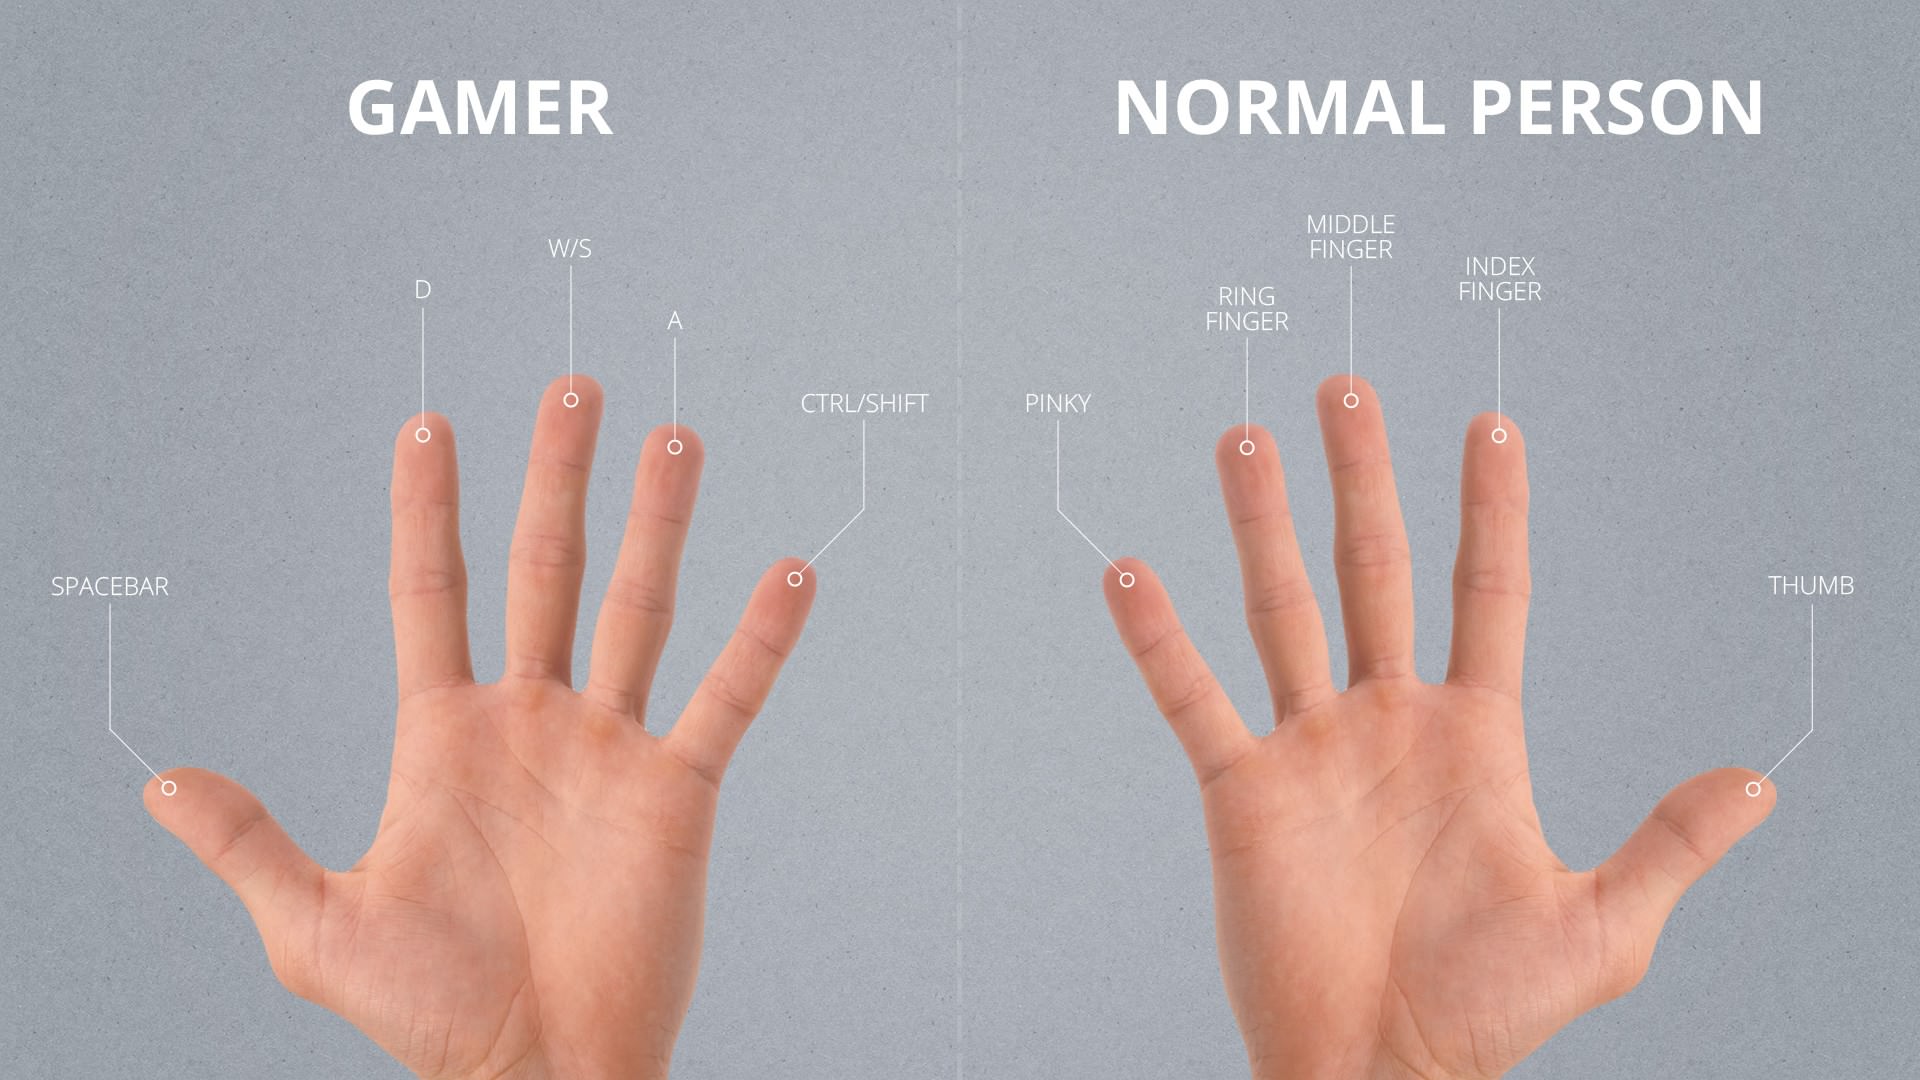 GAMER
D
W/S
A
CTRL/SHIFT
SPACEBAR
NORMAL PERSON
PINKY
RING
FINGER
MIDDLE
FINGER
INDEX
FINGER
THUMB